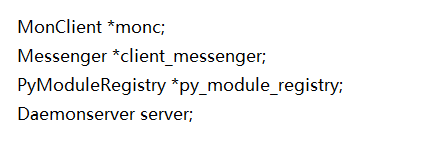 MonClient *monc;
Messenger *client_messenger;
PyModuleRegistry *py_module_registry;
Daemonserver server;